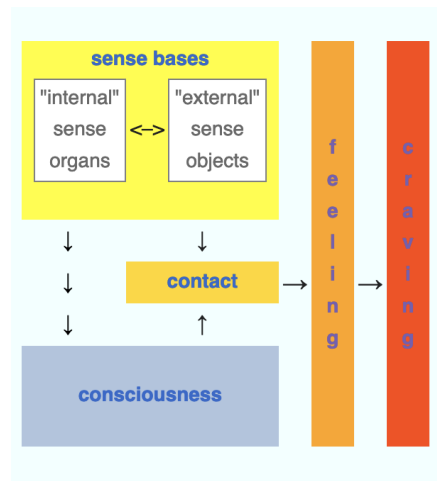 sense bases
"internal"
sense
organs
<–>
"external"
sense
objects
contact
consciousness
feeling
craving